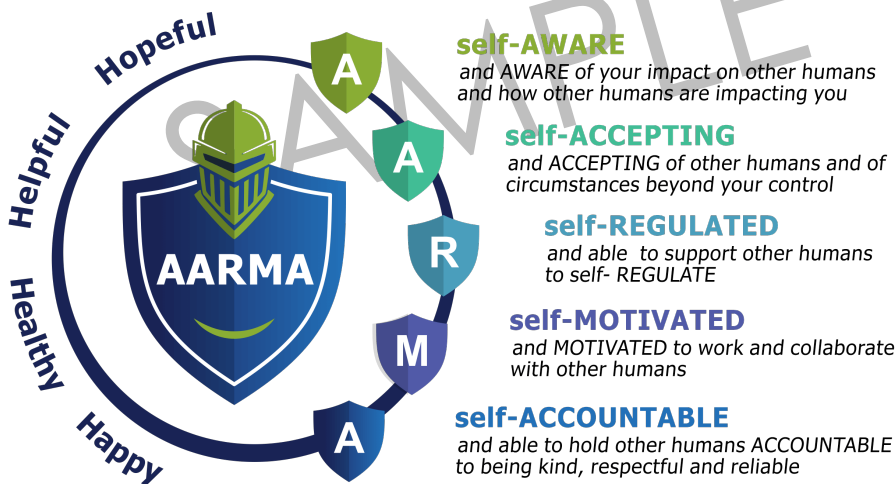 SAMPLE
Hopeful
Helpful
Healthy
Happy
AARMA
A
self-AWARE
and AWARE of your impact on other humans
and how other humans are impacting you
A
self-ACCEPTING
and ACCEPTING of other humans and of
circumstances beyond your control
R
self-REGULATED
and able to support other humans
to self- REGULATE
M
self-MOTIVATED
and MOTIVATED to work and collaborate
with other humans
A
self-ACCOUNTABLE
and able to hold other humans ACCOUNTABLE
to being kind, respectful and reliable